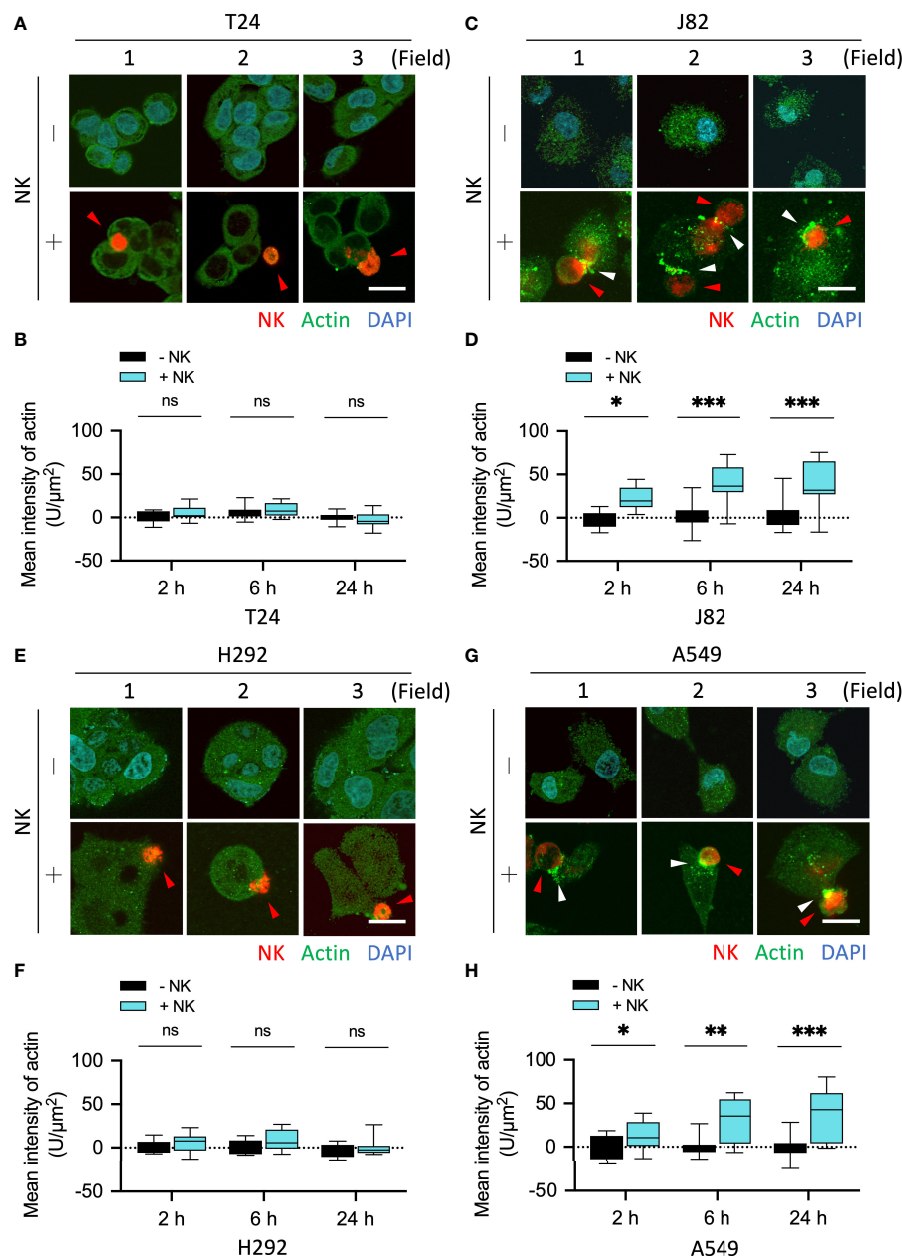 A
T24
1 2 3 (Field)
NK
−
+
NK Actin DAPI
C
J82
1 2 3 (Field)
NK
−
+
NK Actin DAPI
B
- NK
+ NK
ns ns ns
Mean intensity of actin
(U/μm²)
100
50
0
-50
2 h 6 h 24 h
T24
D
- NK
+ NK
* *** ***
Mean intensity of actin
(U/μm²)
100
50
0
-50
2 h 6 h 24 h
J82
E
H292
1 2 3 (Field)
NK
−
+
NK Actin DAPI
G
A549
1 2 3 (Field)
NK
−
+
NK Actin DAPI
F
- NK
+ NK
ns ns ns
Mean intensity of actin
(U/μm²)
100
50
0
-50
2 h 6 h 24 h
H292
H
- NK
+ NK
* ** ***
Mean intensity of actin
(U/μm²)
100
50
0
-50
2 h 6 h 24 h
A549